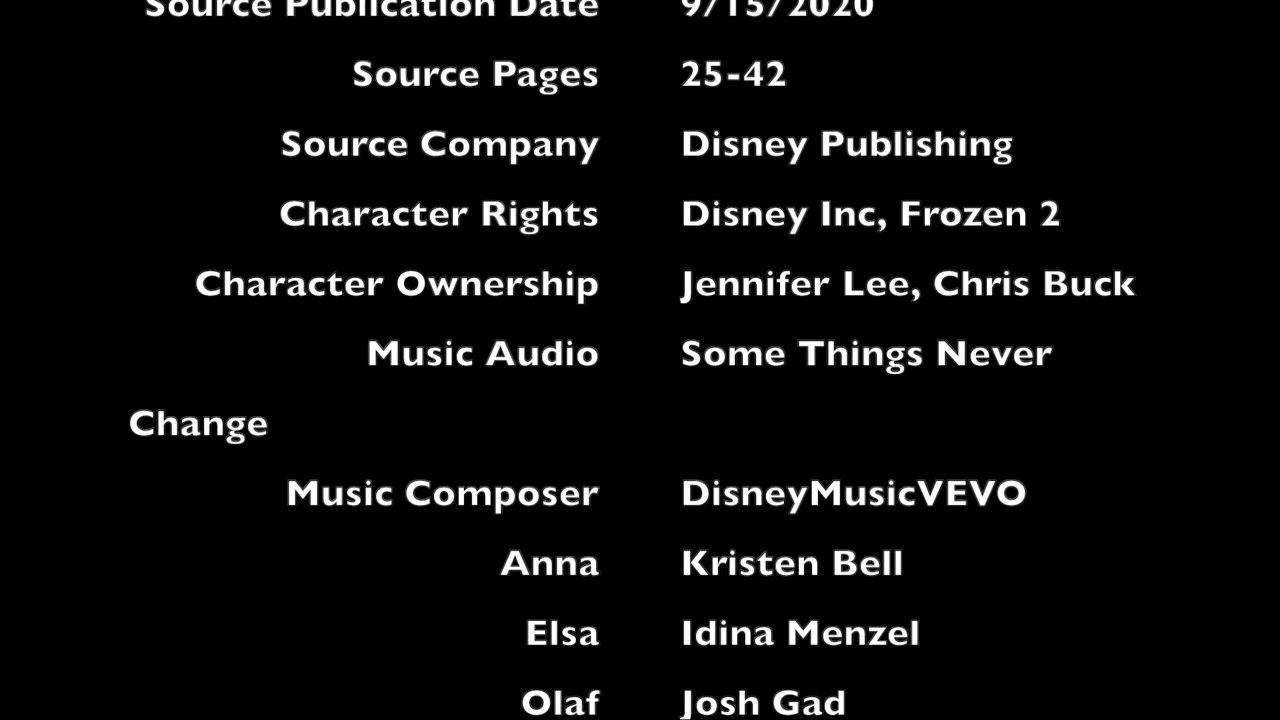 Source Publication Date 9/15/2020
Source Pages 25-42
Source Company Disney Publishing
Character Rights Disney Inc, Frozen 2
Character Ownership Jennifer Lee, Chris Buck
Music Audio Some Things Never
Change
Music Composer DisneyMusicVEVO
Anna Kristen Bell
Elsa Idina Menzel
Olaf Josh Gad